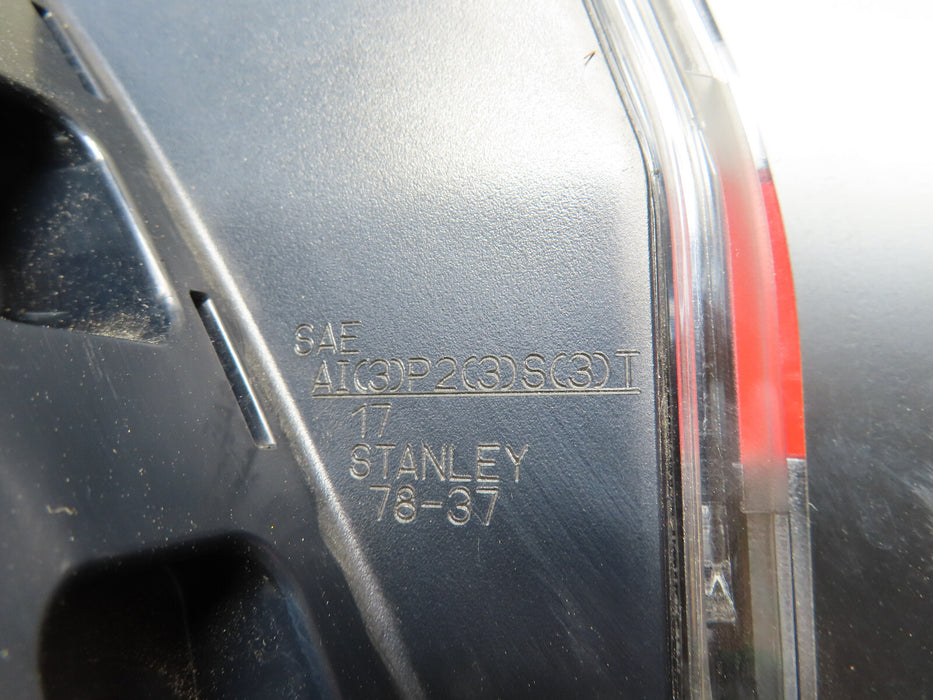 SAE
AI(3)P2(3)S(3)T
17
STANLEY
78-37